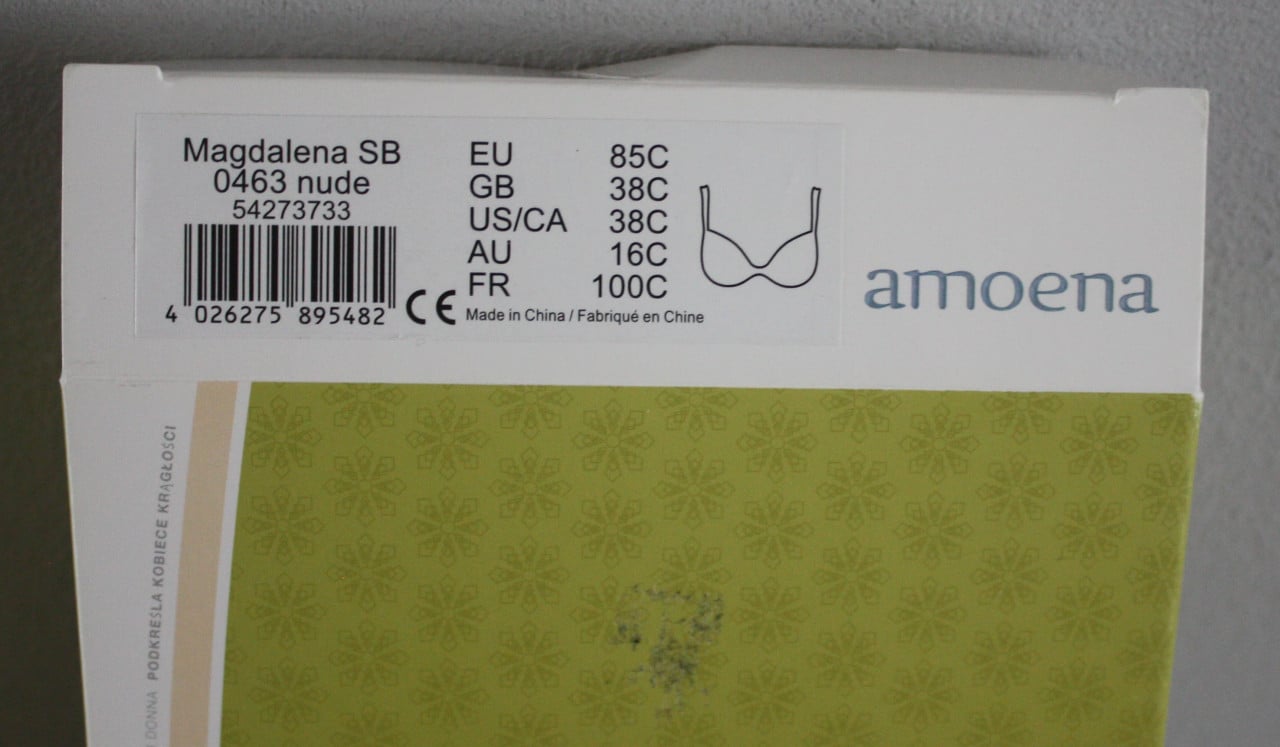 Magdalena SB
0463 nude
54273733
4 026275 895482
CE
EU 85C
GB 38C
US/CA 38C
AU 16C
FR 100C
Made in China / Fabriqué en Chine
amoena
DONNA PODKREŚLA KOBIECE KRĄGŁOŚCI